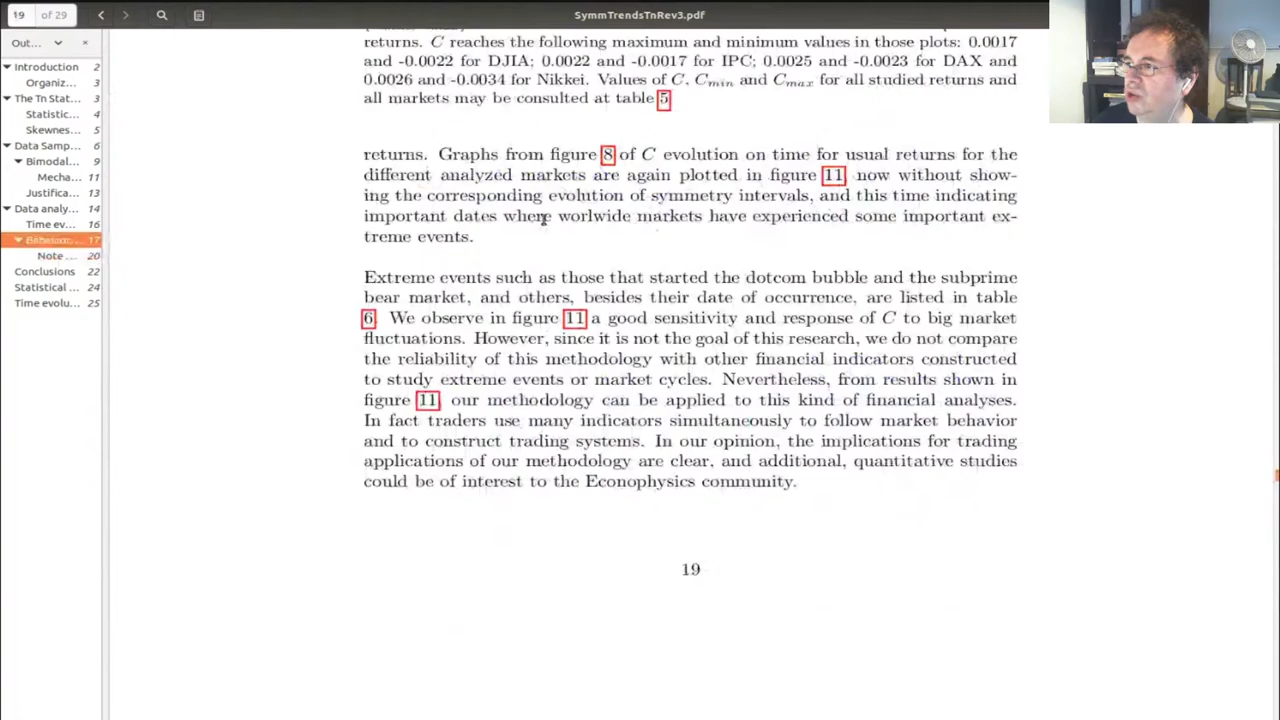 19 of 29
SymmTrendsTnRev3.pdf
Out...
Introduction 2
Organiz... 3
The Tn Stat... 3
Statistic... 4
Skewnes... 5
Data Samp... 6
Bimodal... 9
Mecha... 11
Justifica... 13
Data analy... 14
Time ev... 16
17
Note ... 20
Conclusions 22
Statistical ... 24
Time evolu... 25
returns. C reaches the following maximum and minimum values in those plots: 0.0017
and -0.0022 for DJIA; 0.0022 and -0.0017 for IPC; 0.0025 and -0.0023 for DAX and
0.0026 and -0.0034 for Nikkei. Values of C, Cmin and Cmax for all studied returns and
all markets may be consulted at table 5
returns. Graphs from figure 8 of C evolution on time for usual returns for the
different analyzed markets are again plotted in figure 11, now without show-
ing the corresponding evolution of symmetry intervals, and this time indicating
important dates where worlwide markets have experienced some important ex-
treme events.
Extreme events such as those that started the dotcom bubble and the subprime
bear market, and others, besides their date of occurrence, are listed in table
6. We observe in figure 11 a good sensitivity and response of C to big market
fluctuations. However, since it is not the goal of this research, we do not compare
the reliability of this methodology with other financial indicators constructed
to study extreme events or market cycles. Nevertheless, from results shown in
figure 11, our methodology can be applied to this kind of financial analyses.
In fact traders use many indicators simultaneously to follow market behavior
and to construct trading systems. In our opinion, the implications for trading
applications of our methodology are clear, and additional, quantitative studies
could be of interest to the Econophysics community.
19